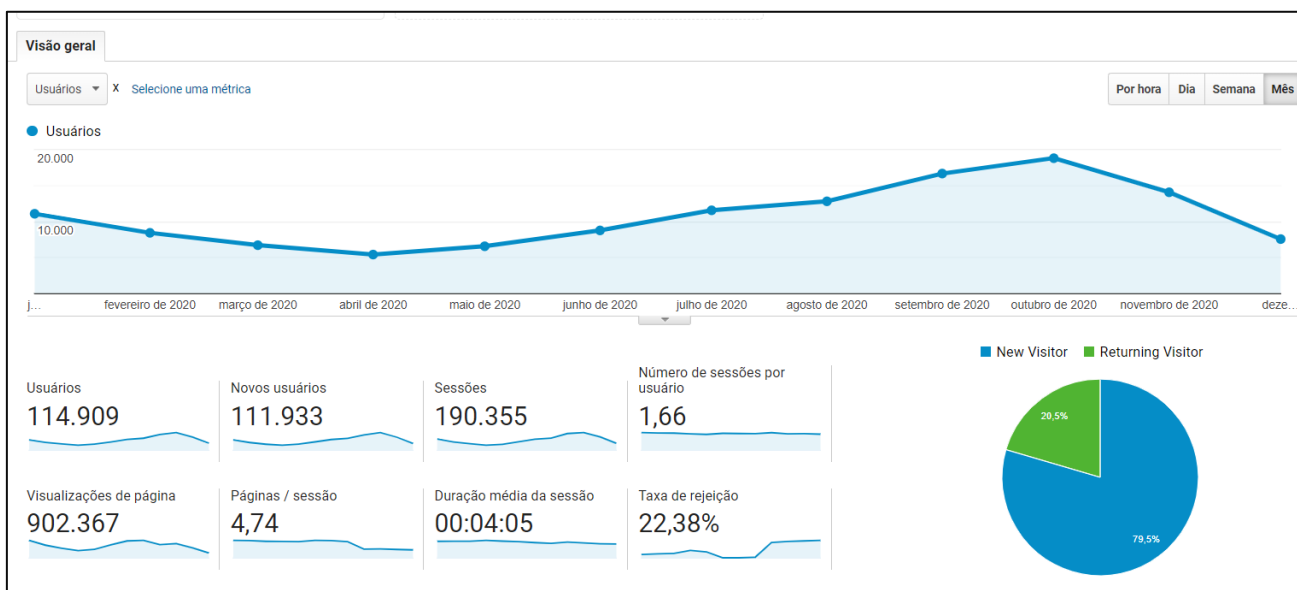 Visão geral
Usuários x Selecione uma métrica
Por hora Dia Semana Mês
Usuários
20.000
10.000
j... fevereiro de 2020 março de 2020 abril de 2020 maio de 2020 junho de 2020 julho de 2020 agosto de 2020 setembro de 2020 outubro de 2020 novembro de 2020 deze...
New Visitor Returning Visitor
Usuários
114.909
Novos usuários
111.933
Sessões
190.355
Número de sessões por
usuário
1,66
Visualizações de página
902.367
Páginas / sessão
4,74
Duração média da sessão
00:04:05
Taxa de rejeição
22,38%
20,5%
79,5%